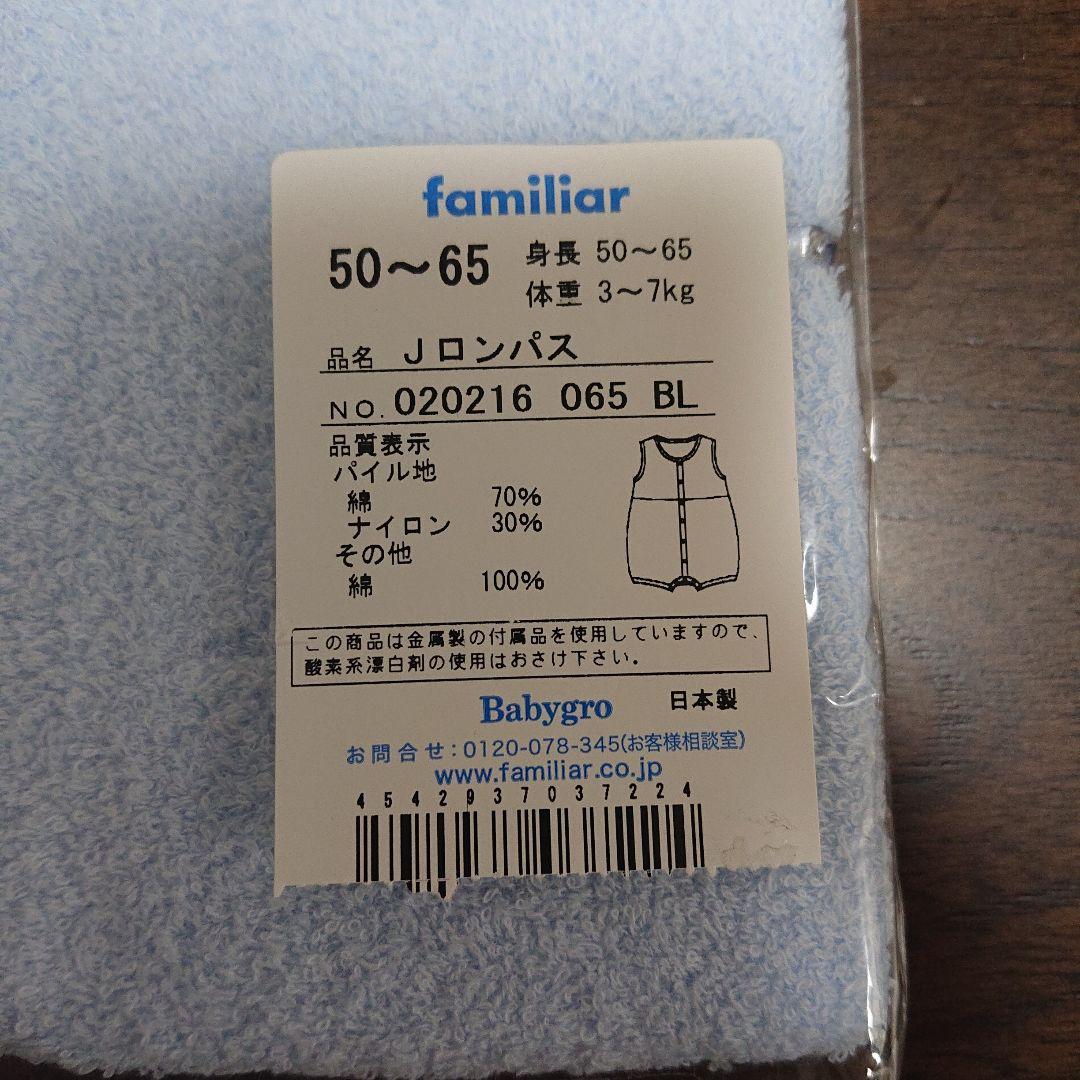 familiar
50〜65
身長 50〜65
体重 3〜7kg
品名 Jロンパス
NO. 020216 065 BL
品質表示
パイル地
綿 70%
ナイロン 30%
その他
綿 100%
この商品は金属製の付属品を使用していますので、
酸素系漂白剤の使用はおさけ下さい。
Babygro 日本製
お問合せ:0120-078-345(お客様相談室)
www.familiar.co.jp
4542937037224